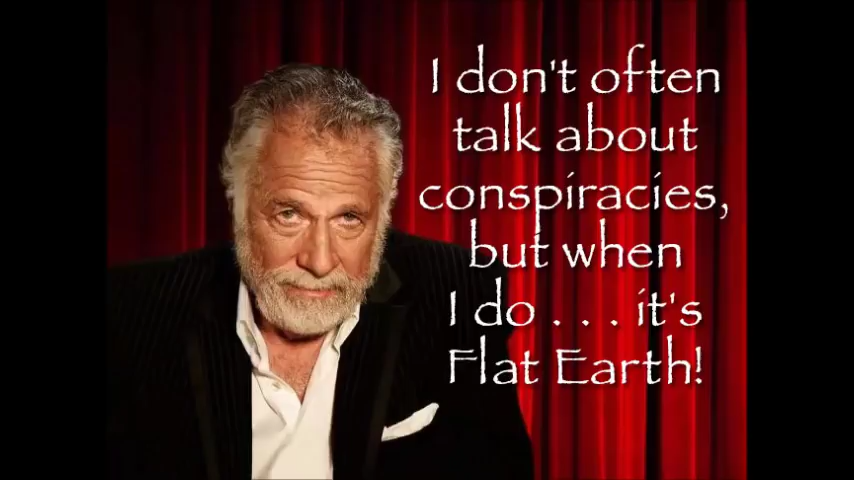 I don't often
talk about
conspiracies,
but when
I do . . . it's
Flat Earth!